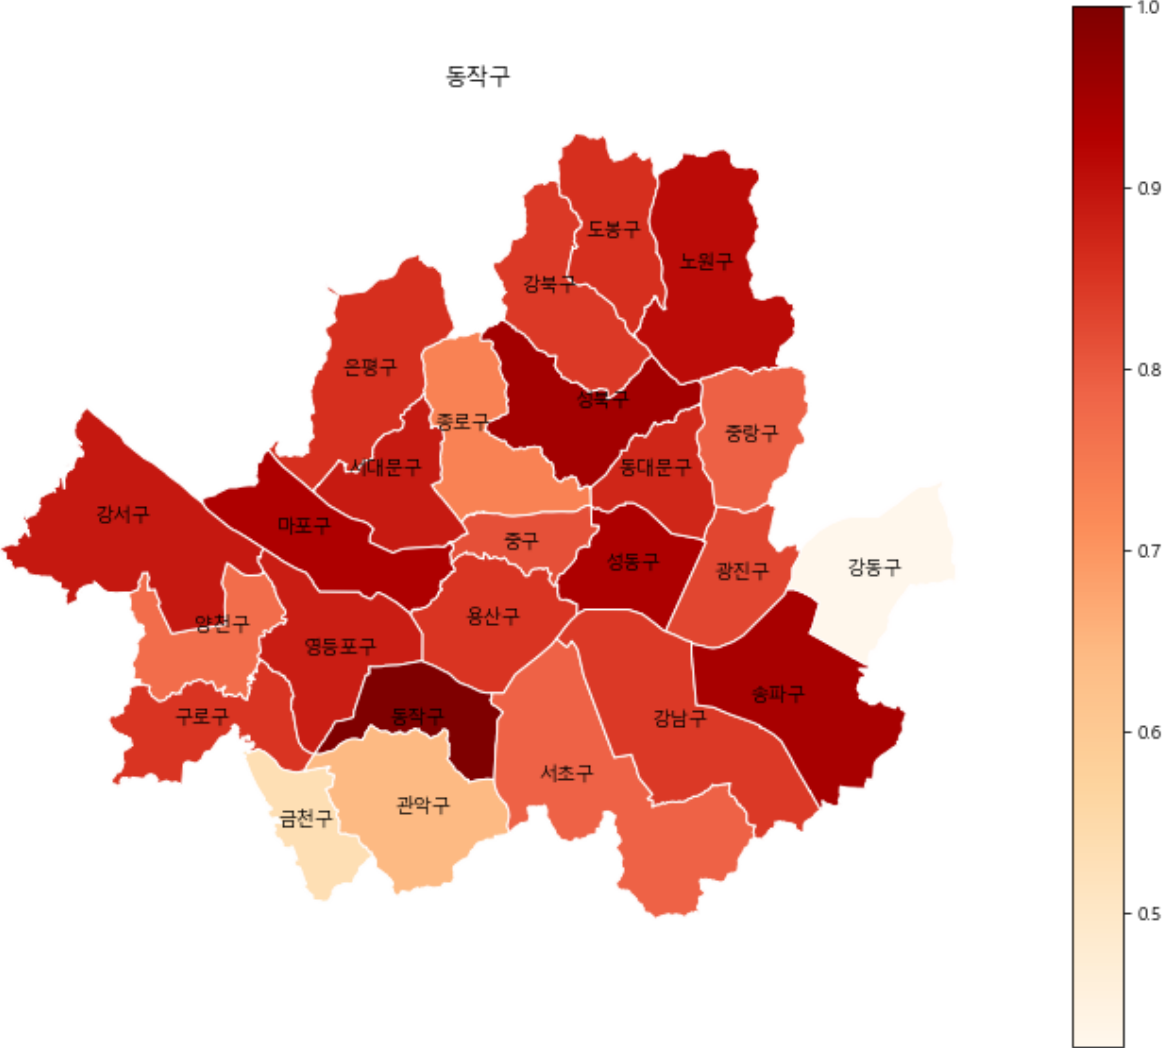 동작구
1.0
0.9
0.8
0.7
0.6
0.5
도봉구
노원구
강북구
은평구
성북구
종로구
중랑구
서대문구
동대문구
강서구
마포구
중구
성동구
광진구
강동구
양천구
용산구
영등포구
송파구
구로구
동작구
강남구
서초구
관악구
금천구